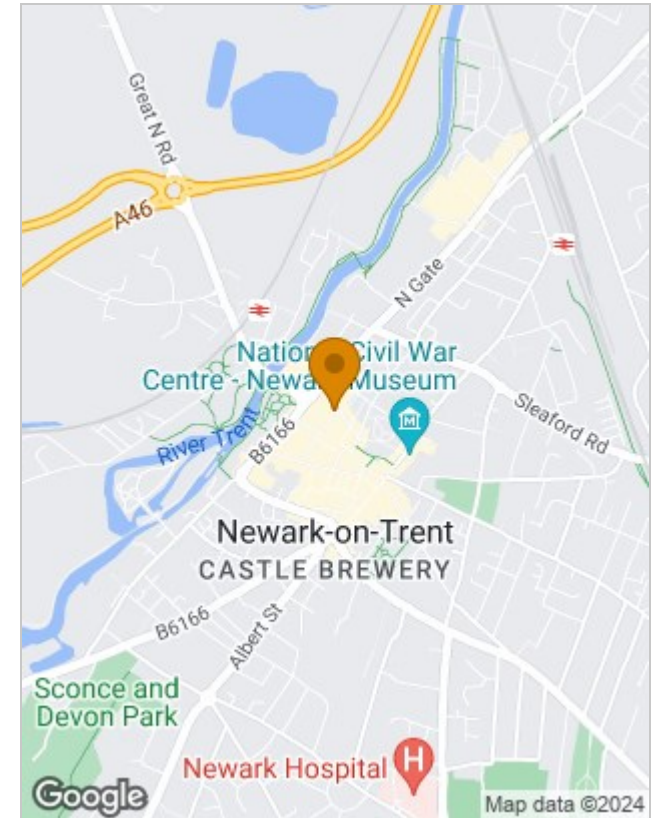 Great N Rd
A46
N Gate
National Civil War
Centre - Newark Museum
M
Sleaford Rd
River Trent
B6166
Newark-on-Trent
CASTLE BREWERY
B6166
Albert St
Sconce and
Devon Park
Newark Hospital
H
Google
Map data ©2024